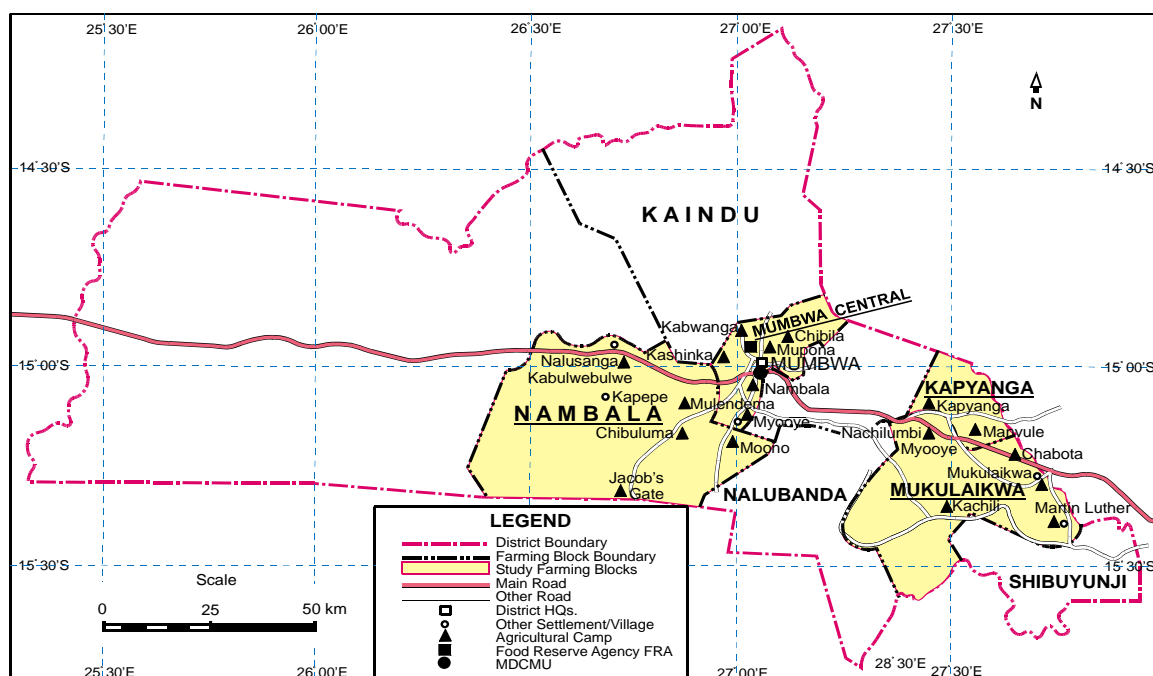 25°30'E
26°00'E
26°30'E
27°00'E
27°30'E
N
14°30'S
14°30'S
KAINDU
MUMBWA CENTRAL
Kabwanga
Chibila
Kashinka
Mupona
MUMBWA
15°00'S
15°00'S
Nalusanga
Kabulwebulwe
Nambala
KAPYANGA
Kapepe
Mulendema
Kapyanga
NAMBALA
Myooye
Chibuluma
Nachilumbi
Mapyule
Moono
Myooye
Chabota
Mukulaikwa
Jacob's
Gate
NALUBANDA
MUKULAIKWA
Kachili
Martin Luther
LEGEND
District Boundary
Farming Block Boundary
Study Farming Blocks
Main Road
Other Road
District HQs.
Other Settlement/Village
Agricultural Camp
Food Reserve Agency FRA
MDCMU
15°30'S
15°30'S
SHIBUYUNJI
Scale
0 25 50 km
25°30'E
26°00'E
27°00'E
28°30'E
27°30'E